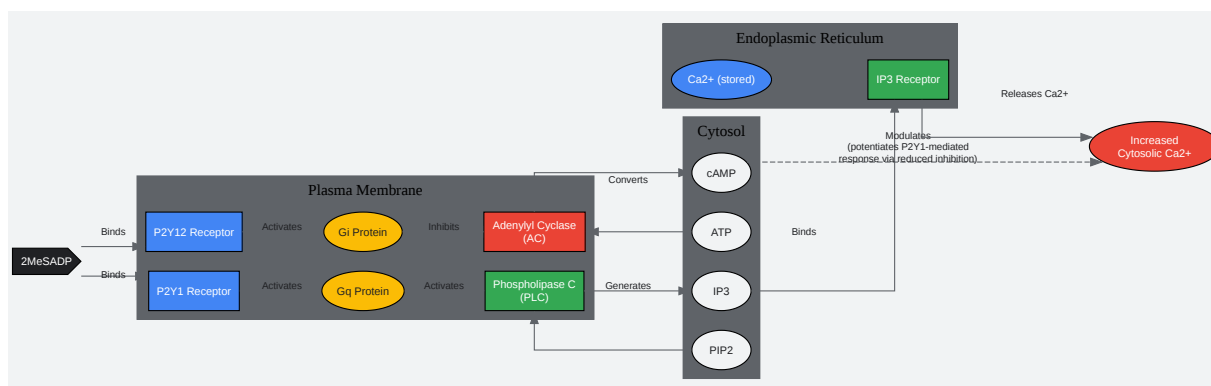 Endoplasmic Reticulum
Ca2+ (stored)
IP3 Receptor
Releases Ca2+
Increased
Cytosolic Ca2+
Modulates
(potentiates P2Y1-mediated
response via reduced inhibition)
Cytosol
cAMP
ATP
IP3
PIP2
Converts
Binds
Generates
Plasma Membrane
P2Y12 Receptor
Activates
Gi Protein
Inhibits
Adenylyl Cyclase
(AC)
P2Y1 Receptor
Activates
Gq Protein
Activates
Phospholipase C
(PLC)
Binds
2MeSADP
Binds